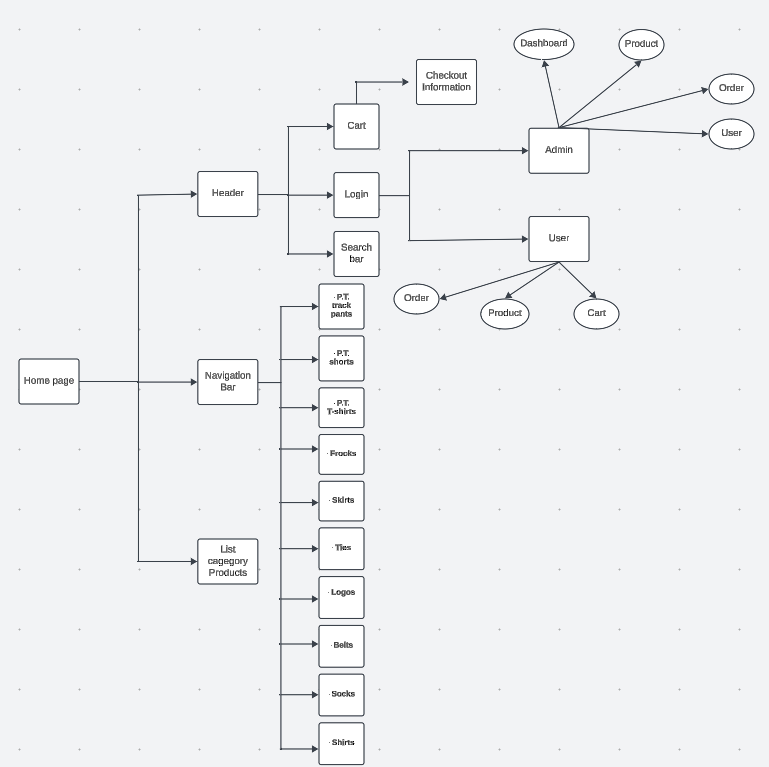 Dashboard
Product
Order
User
Checkout
Information
Cart
Admin
Header
Login
Search
bar
User
Order
Product
Cart
· P.T.
track
pants
· P.T.
shorts
· P.T.
T-shirts
· Frocks
· Skirts
· Ties
· Logos
· Belts
· Socks
· Shirts
Home page
Navigation
Bar
List
cagegory
Products